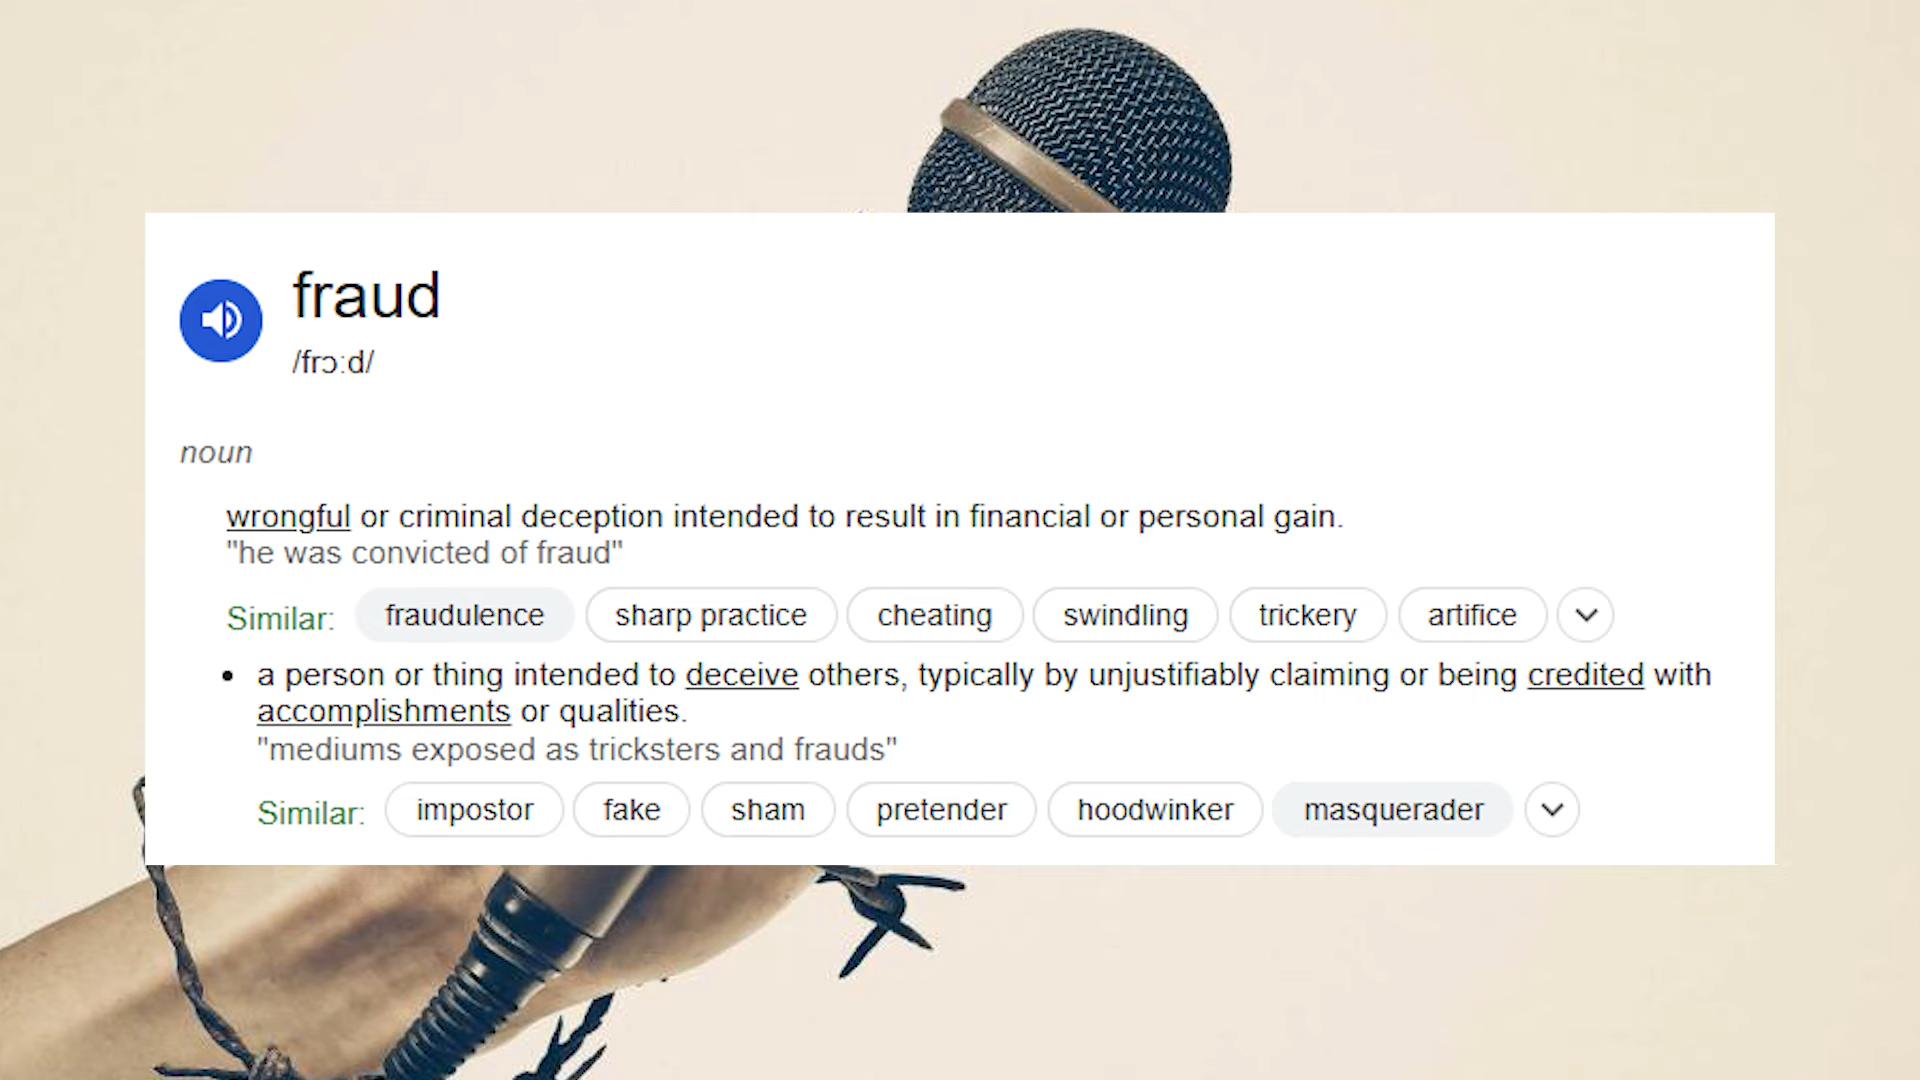 fraud
/frɔːd/
noun
wrongful or criminal deception intended to result in financial or personal gain.
"he was convicted of fraud"
Similar: fraudulence sharp practice cheating swindling trickery artifice
• a person or thing intended to deceive others, typically by unjustifiably claiming or being credited with
accomplishments or qualities.
"mediums exposed as tricksters and frauds"
Similar: impostor fake sham pretender hoodwinker masquerader